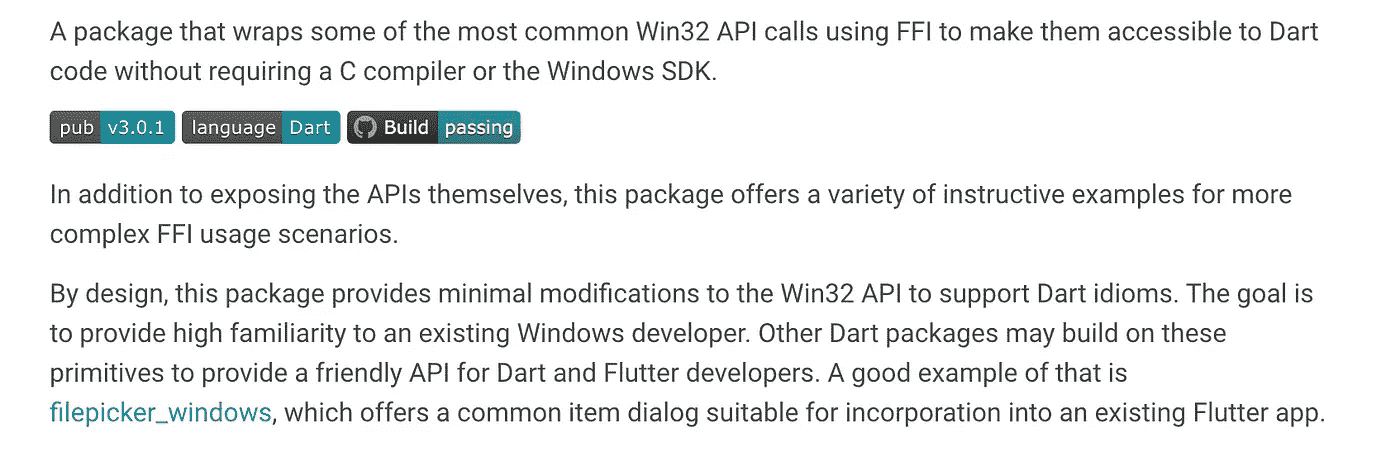 A package that wraps some of the most common Win32 API calls using FFI to make them accessible to Dart
code without requiring a C compiler or the Windows SDK.
pub v3.0.1 language Dart Build passing
In addition to exposing the APIs themselves, this package offers a variety of instructive examples for more
complex FFI usage scenarios.
By design, this package provides minimal modifications to the Win32 API to support Dart idioms. The goal is
to provide high familiarity to an existing Windows developer. Other Dart packages may build on these
primitives to provide a friendly API for Dart and Flutter developers. A good example of that is
filepicker_windows, which offers a common item dialog suitable for incorporation into an existing Flutter app.